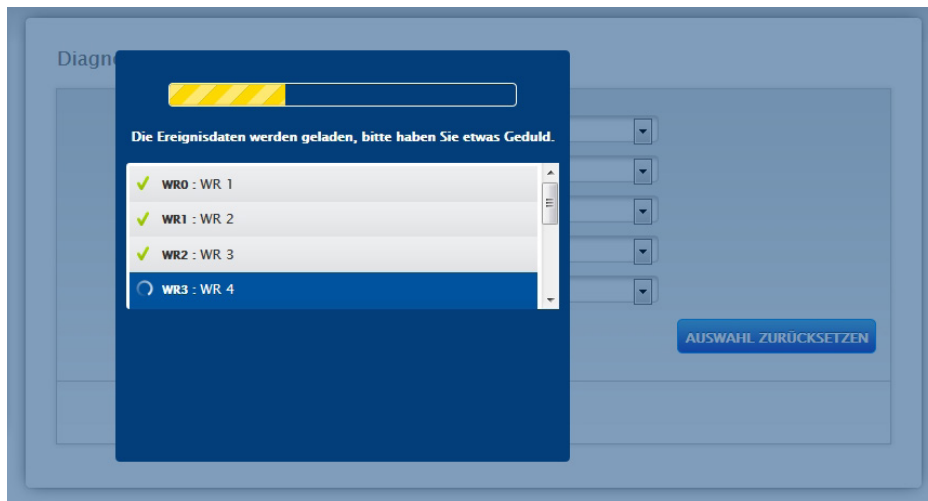 Die Ereignisdaten werden geladen, bitte haben Sie etwas Geduld.
WR0 : WR 1
WR1 : WR 2
WR2 : WR 3
WR3 : WR 4
AUSWAHL ZURÜCKSETZEN